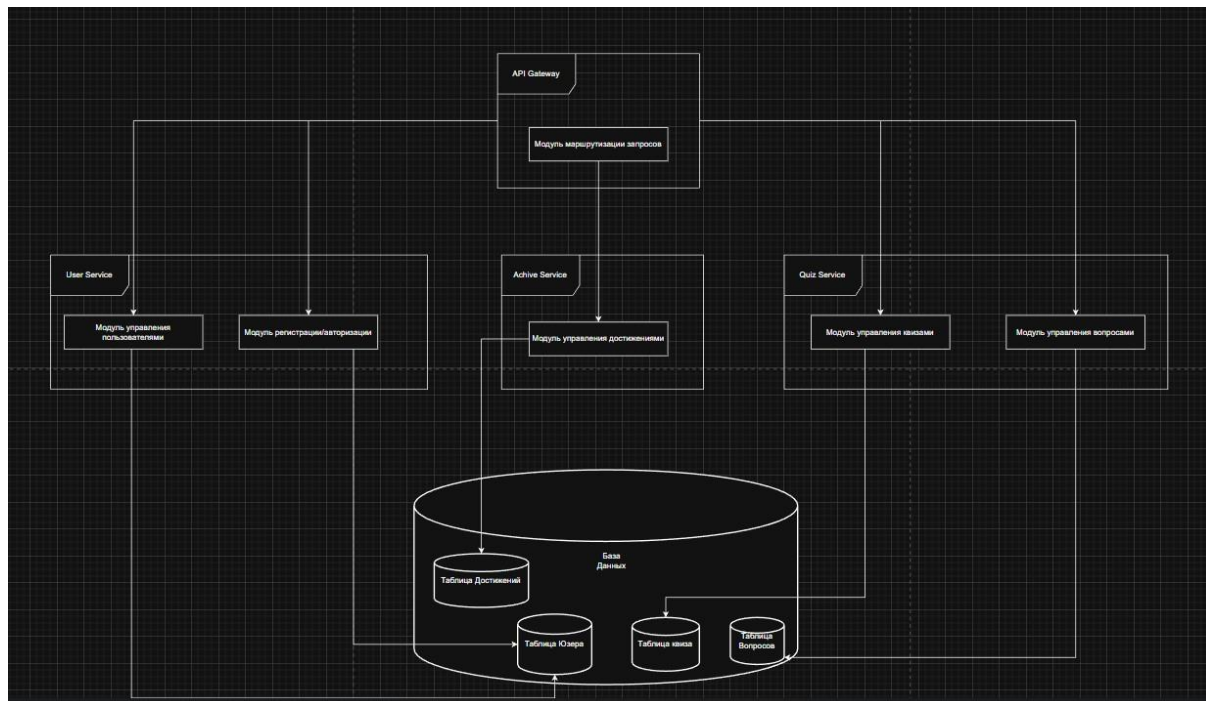 API Gateway
Модуль маршрутизации запросов
User Service
Achive Service
Quiz Service
Модуль управления
пользователями
Модуль регистрации/авторизации
Модуль управления достижениями
Модуль управления квизами
Модуль управления вопросами
База
Данных
Таблица Достижений
Таблица Юзера
Таблица квиза
Таблица
Вопросов